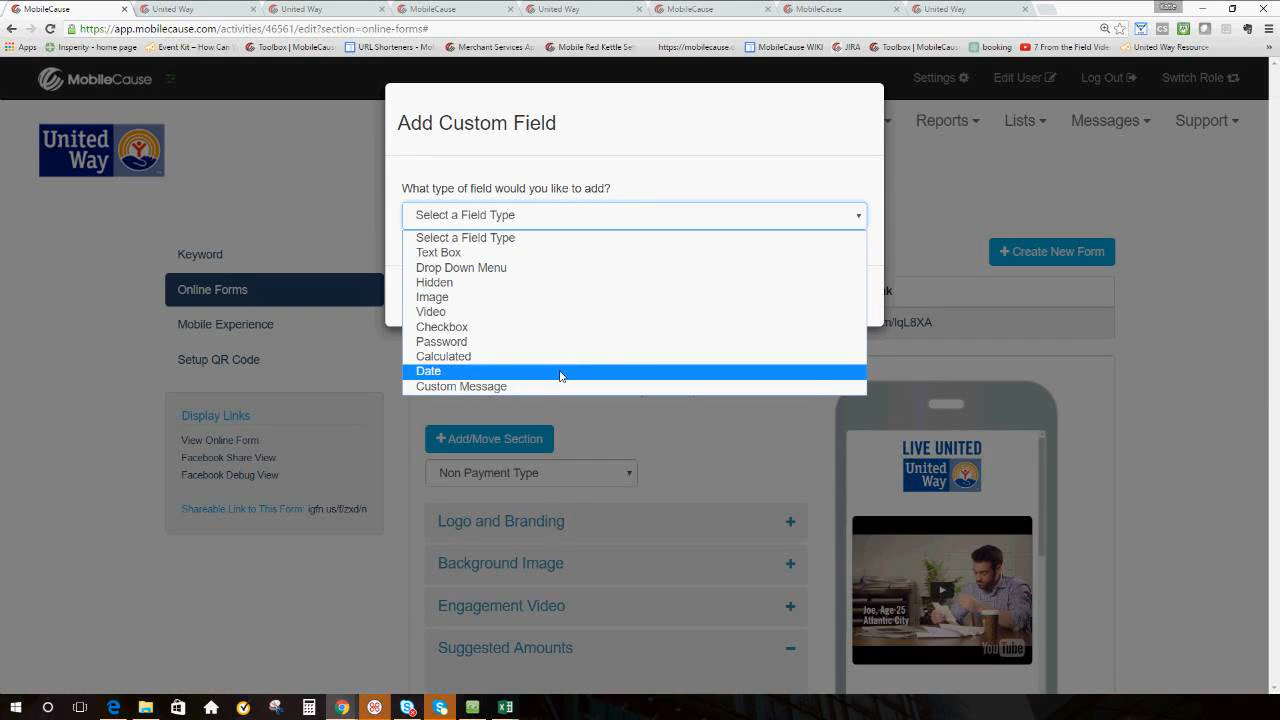 MobileCause
United Way
United Way
MobileCause
United Way
MobileCause
MobileCause
United Way
Katie
https://app.mobilecause.com/activities/46561/edit?section=online-forms#
Apps
Insperity - home page
Event Kit – How Can
Toolbox | MobileCaus
URL Shorteners - Mo
Merchant Services Ap
Mobile Red Kettle Set
https://mobilecause.c
MobileCause WIKI
JIRA
Toolbox | MobileCaus
booking
7 From the Field Vide
United Way Resource
MobileCause
Settings
Edit User
Log Out
Switch Role
United Way
Reports
Lists
Messages
Support
Add Custom Field
What type of field would you like to add?
Select a Field Type
Select a Field Type
Text Box
Drop Down Menu
Hidden
Image
Video
Checkbox
Password
Calculated
Date
Custom Message
Keyword
Online Forms
Mobile Experience
Setup QR Code
Display Links
View Online Form
Facebook Share View
Facebook Debug View
Shareable Link to This Form: igfn.us/f/zxd/n
+ Create New Form
nk
m/lqL8XA
+ Add/Move Section
Non Payment Type
Logo and Branding
Background Image
Engagement Video
Suggested Amounts
LIVE UNITED
United
Way
Joe, Age 25
Atlantic City
YouTube